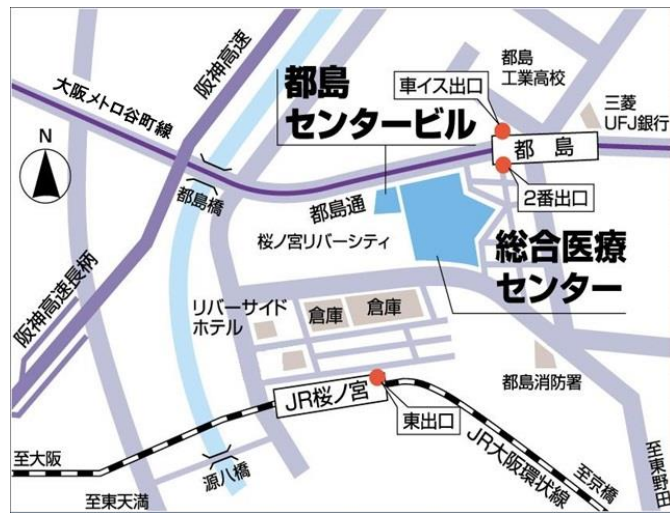 大阪メトロ谷町線
阪神高速
都島
センタービル
都島
工業高校
車イス出口
三菱
UFJ銀行
都島
2番出口
N
都島橋
都島通
桜ノ宮リバーシティ
総合医療
センター
阪神高速長柄
リバーサイド
ホテル
倉庫
倉庫
都島消防署
JR桜ノ宮
東出口
JR大阪環状線
至大阪
源八橋
至東天満
至京橋
至東野田